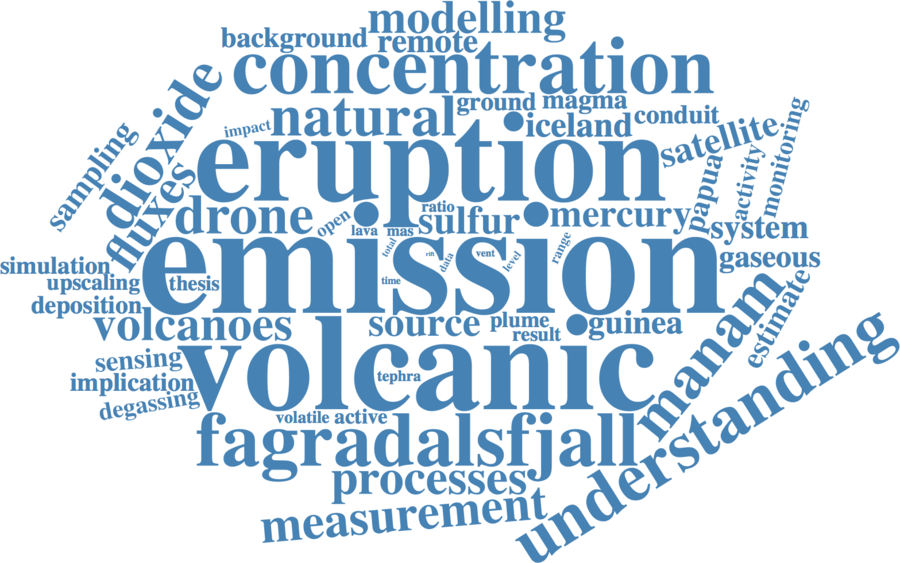 modelling
background remote
concentration
dioxide
natural ground magma
impact
iceland conduit
sampling
eruption
satellite
papua
activity
monitoring
fluxes
drone
open
lava
mas
ratio
sulfur
mercury
system
emission
total
rift
data
vent
level
range
time
gaseous
simulation
upscaling
thesis
deposition
volcanoes
source
plume
result
guinea
estimate
manam
sensing
implication
degassing
volcanic
tephra
volatile active
fagradalsfjall
understanding
processes
measurement